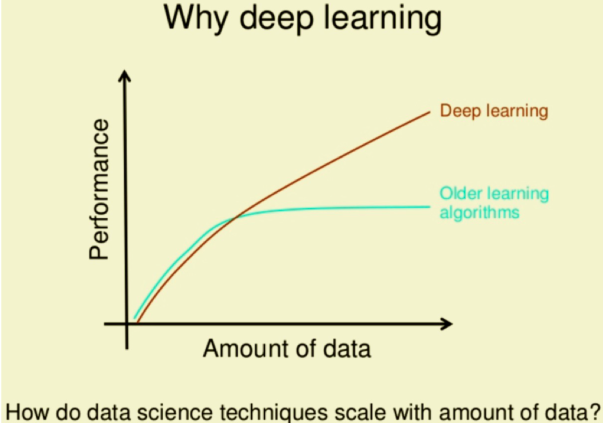 Why deep learning
Performance
Deep learning
Older learning
algorithms
Amount of data
How do data science techniques scale with amount of data?